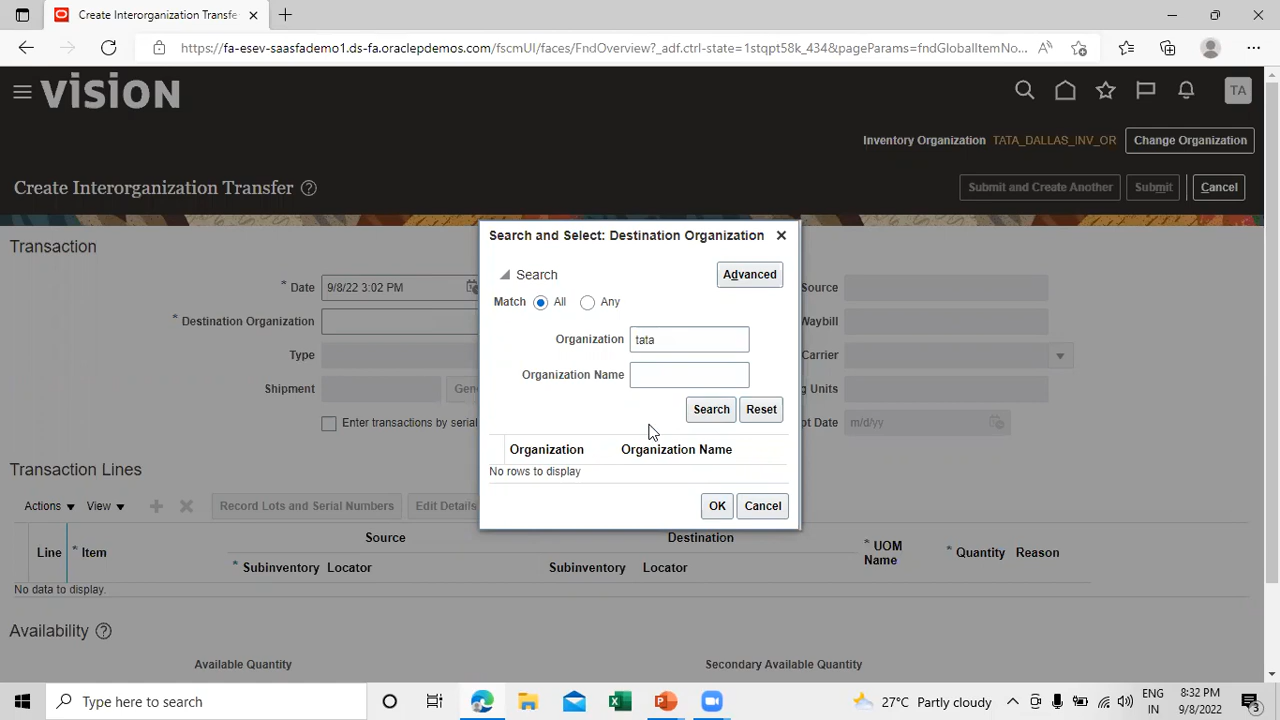 Create Interorganization Transfer
https://fa-esev-saasfademo1.ds-fa.oraclepdemos.com/fscmUI/faces/FndOverview?_adf.ctrl-state=1stqpt58k_434&pageParams=fndGlobalItemNo...
vision
TA
Inventory Organization TATA_DALLAS_INV_OR Change Organization
Create Interorganization Transfer
Submit and Create Another Submit Cancel
Transaction
Search and Select: Destination Organization
Search Advanced
* Date 9/8/22 3:02 PM Source
Match All Any
* Destination Organization Waybill
Organization tata
Type Carrier
Organization Name
Shipment Gen ng Units
Search Reset
Enter transactions by serial pt Date m/d/yy
Organization Organization Name
No rows to display
Transaction Lines
Actions View Record Lots and Serial Numbers Edit Details OK Cancel
Source Destination
Line * Item * Subinventory Locator Subinventory Locator * UOM Name * Quantity Reason
No data to display.
Availability
Available Quantity Secondary Available Quantity
Type here to search
27°C Partly cloudy
ENG
IN
8:32 PM
9/8/2022
3